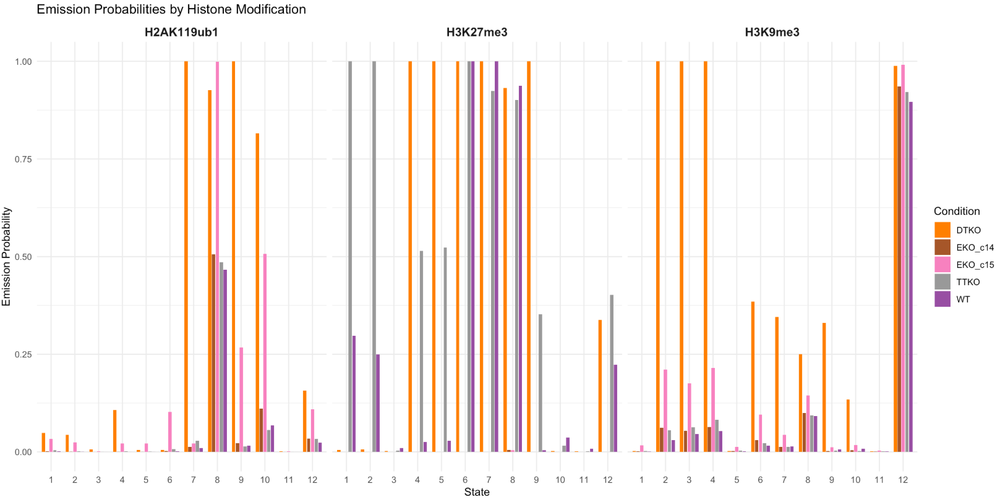 Emission Probabilities by Histone Modification
H2AK119ub1 H3K27me3 H3K9me3
1.00
0.75
0.50
0.25
0.00
Emission Probability
1 2 3 4 5 6 7 8 9 10 11 12 1 2 3 4 5 6 7 8 9 10 11 12 1 2 3 4 5 6 7 8 9 10 11 12
State
Condition
DTKO
EKO_c14
EKO_c15
TTKO
WT